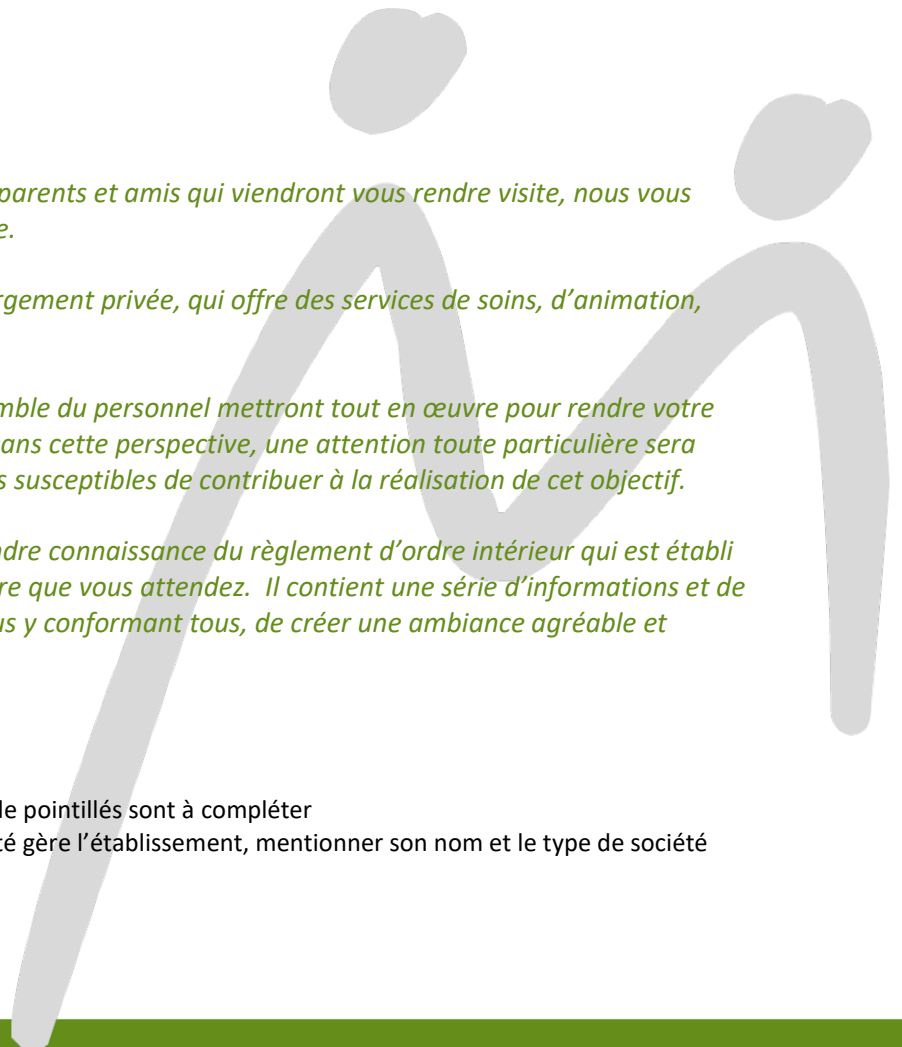 parents et amis qui viendront vous rendre visite, nous vous
e.
rgement privée, qui offre des services de soins, d’animation,
mble du personnel mettront tout en œuvre pour rendre votre
ans cette perspective, une attention toute particulière sera
s susceptibles de contribuer à la réalisation de cet objectif.
ndre connaissance du règlement d’ordre intérieur qui est établi
re que vous attendez.  Il contient une série d’informations et de
us y conformant tous, de créer une ambiance agréable et
de pointillés sont à compléter
té gère l’établissement, mentionner son nom et le type de société